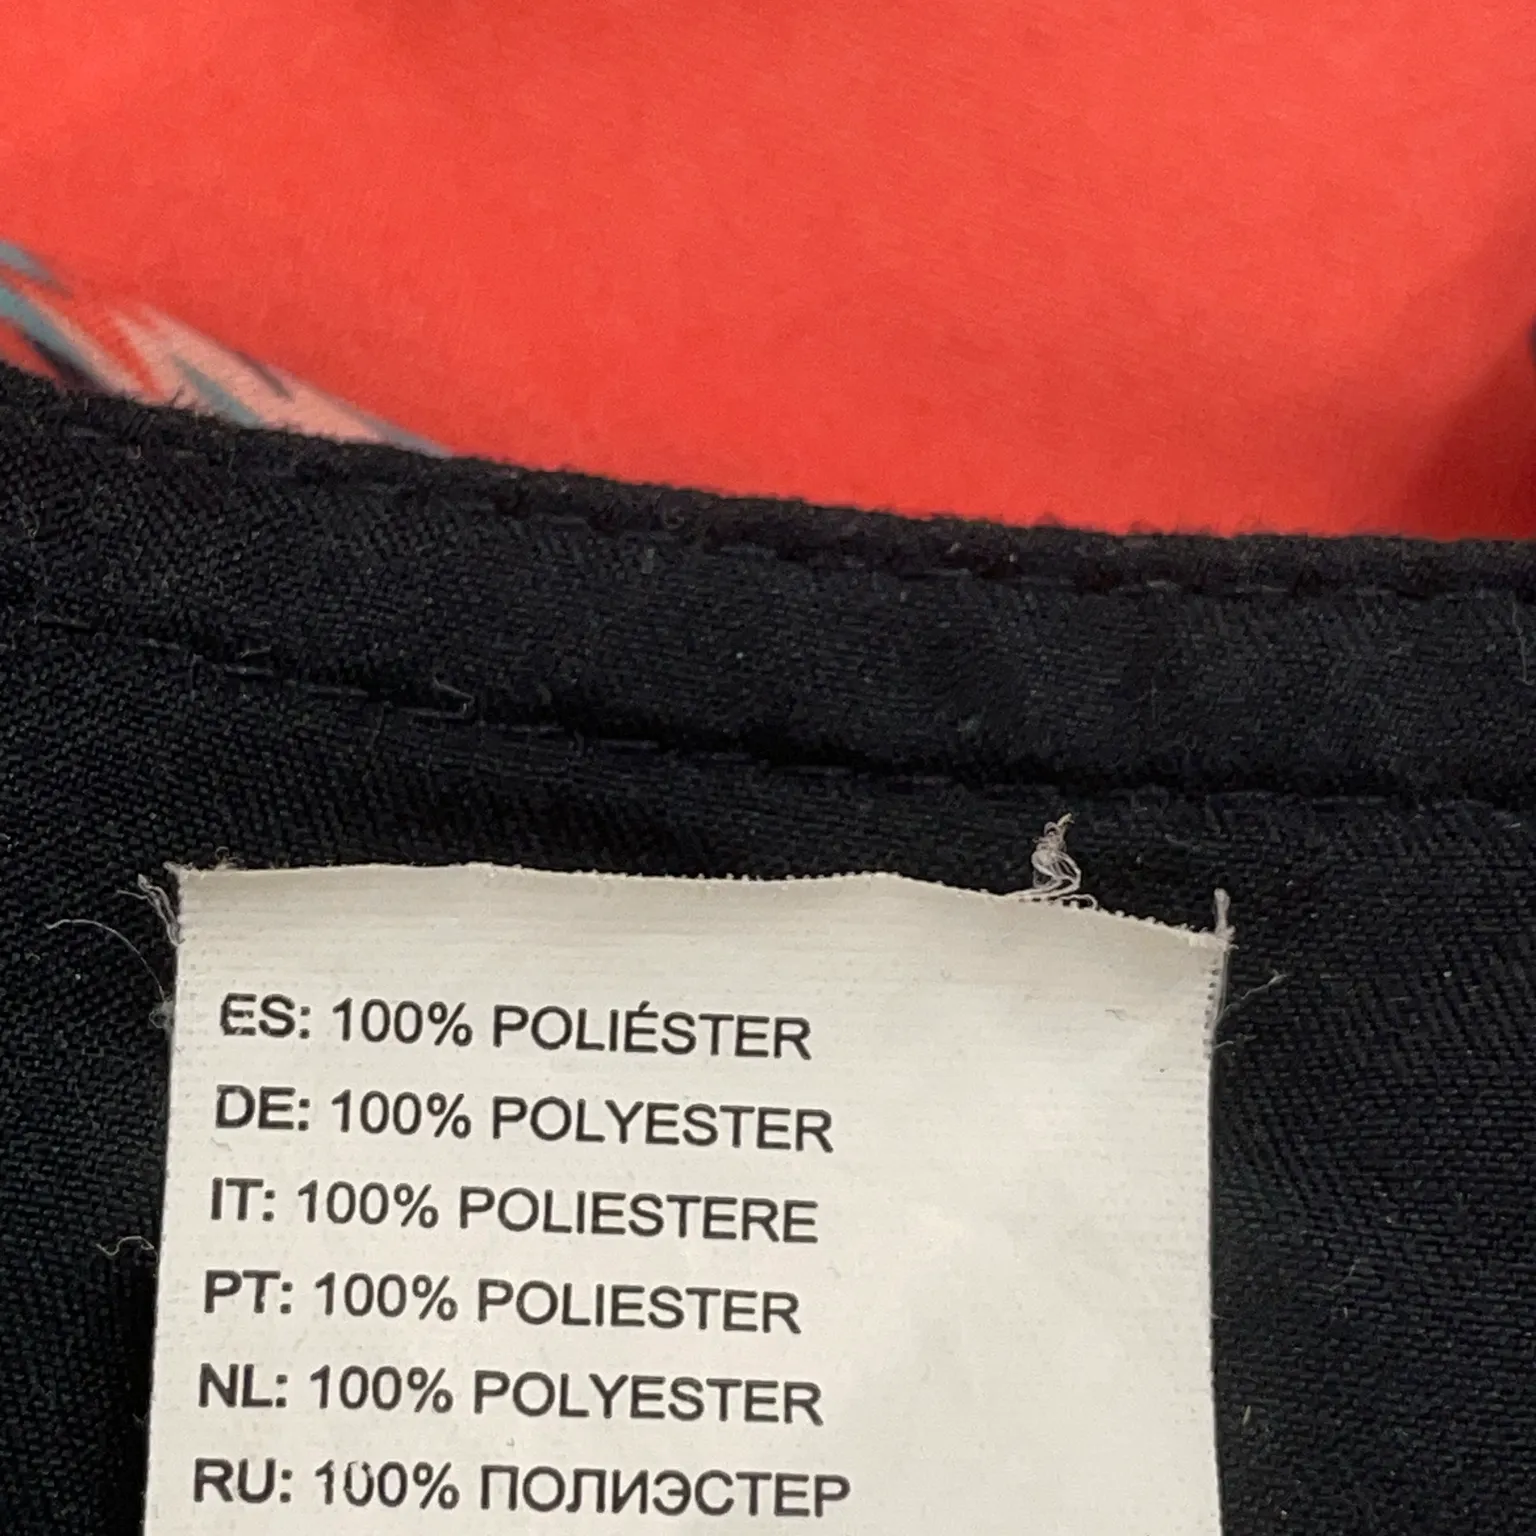 ES: 100% POLIÉSTER
DE: 100% POLYESTER
IT: 100% POLIESTERE
PT: 100% POLIESTER
NL: 100% POLYESTER
RU: 100% ПОЛИЭСТЕР